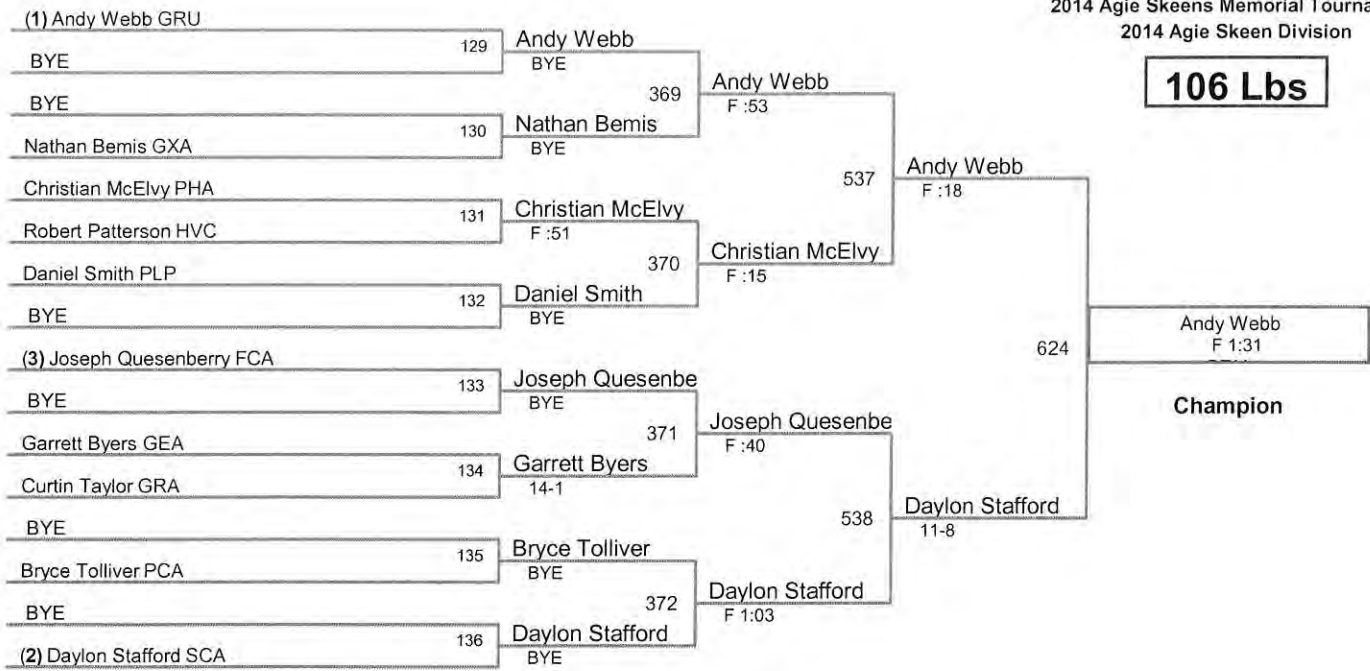 2014 Agie Skeens Memorial
2014 Agie Skeen Division
106 Lbs
(1) Andy Webb GRU
BYE
BYE
Nathan Bemis GXA
Christian McElvy PHA
Robert Patterson HVC
Daniel Smith PLP
BYE
(3) Joseph Quesenberry FCA
BYE
Garrett Byers GEA
Curtin Taylor GRA
BYE
Bryce Tolliver PCA
BYE
(2) Daylon Stafford SCA
129
130
131
132
133
134
135
136
Andy Webb
BYE
Nathan Bemis
BYE
Christian McElvy
F :51
Daniel Smith
BYE
Joseph Quesenbe
BYE
Garrett Byers
14-1
Bryce Tolliver
BYE
Daylon Stafford
BYE
369
370
371
372
Andy Webb
F :53
Christian McElvy
F :15
Joseph Quesenbe
F :40
Daylon Stafford
F 1:03
537
538
Andy Webb
F :18
Daylon Stafford
11-8
624
Andy Webb
F 1:31
Champion